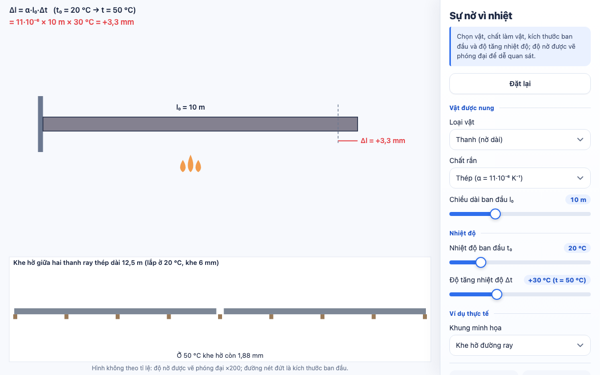 Δl = α·l₀·Δt (t₀ = 20 °C → t = 50 °C)
= 11·10⁻⁶ × 10 m × 30 °C = +3,3 mm
l₀ = 10 m
Δl = +3,3 mm
Khe hở giữa hai thanh ray thép dài 12,5 m (lắp ở 20 °C, khe 6 mm)
Ở 50 °C khe hở còn 1,88 mm
Hình không theo tỉ lệ: độ nở được vẽ phóng đại ×200; đường nét đứt là kích thước ban đầu.
Sự nở vì nhiệt
Chọn vật, chất làm vật, kích thước ban
đầu và độ tăng nhiệt độ; độ nở được vẽ
phóng đại để dễ quan sát.
Đặt lại
Vật được nung
Loại vật
Thanh (nở dài)
Chất rắn
Thép (α = 11·10⁻⁶ K⁻¹)
Chiều dài ban đầu l₀
10 m
Nhiệt độ
Nhiệt độ ban đầu t₀
20 °C
Độ tăng nhiệt độ Δt
+30 °C (t = 50 °C)
Ví dụ thực tế
Khung minh họa
Khe hở đường ray